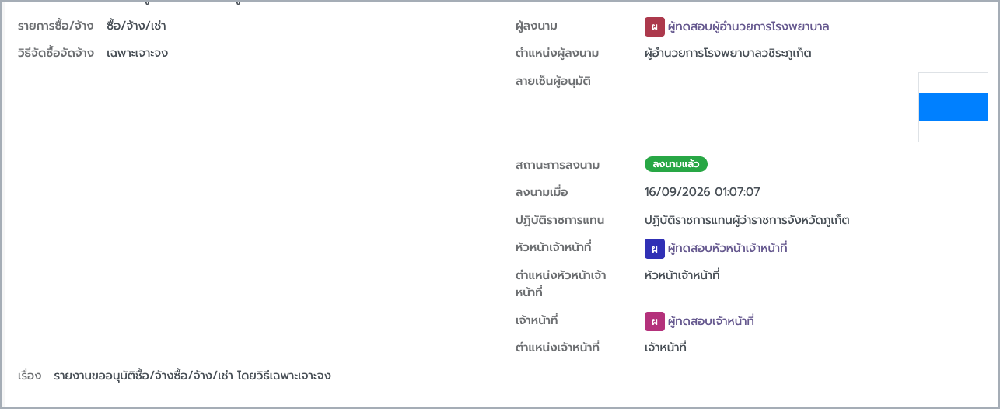 รายการซื้อ/จ้าง ซื้อ/จ้าง/เช่า
วิธีจัดซื้อจัดจ้าง เฉพาะเจาะจง
ผู้ลงนาม ผ ผู้ทดสอบผู้อำนวยการโรงพยาบาล
ตำแหน่งผู้ลงนาม ผู้อำนวยการโรงพยาบาลวชิระภูเก็ต
ลายเซ็นผู้อนุมัติ
สถานะการลงนาม ลงนามแล้ว
ลงนามเมื่อ 16/09/2026 01:07:07
ปฏิบัติราชการแทน ปฏิบัติราชการแทนผู้ว่าราชการจังหวัดภูเก็ต
หัวหน้าเจ้าหน้าที่ ผ ผู้ทดสอบหัวหน้าเจ้าหน้าที่
ตำแหน่งหัวหน้าเจ้า หัวหน้าเจ้าหน้าที่
หน้าที่
เจ้าหน้าที่ ผ ผู้ทดสอบเจ้าหน้าที่
ตำแหน่งเจ้าหน้าที่ เจ้าหน้าที่
เรื่อง รายงานขออนุมัติซื้อ/จ้างซื้อ/จ้าง/เช่า โดยวิธีเฉพาะเจาะจง